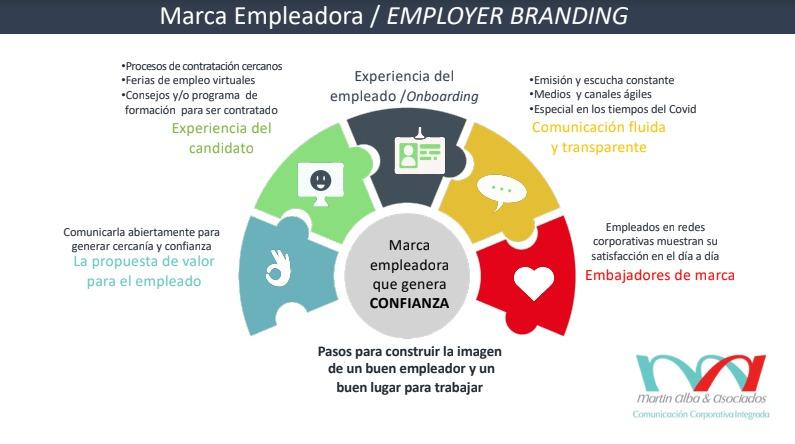 Marca Empleadora / EMPLOYER BRANDING
•Procesos de contratación cercanos
•Ferias de empleo virtuales
•Consejos y/o programa de
formación para ser contratado
Experiencia del
candidato
Experiencia del
empleado /Onboarding
•Emisión y escucha constante
•Medios y canales ágiles
•Especial en los tiempos del Covid
Comunicación fluida
y transparente
Comunicarla abiertamente para
generar cercanía y confianza
La propuesta de valor
para el empleado
Marca
empleadora
que genera
CONFIANZA
Empleados en redes
corporativas muestran su
satisfacción en el día a día
Embajadores de marca
Pasos para construir la imagen
de un buen empleador y un
buen lugar para trabajar
Martín Alba & Asociados
Comunicación Corporativa Integrada